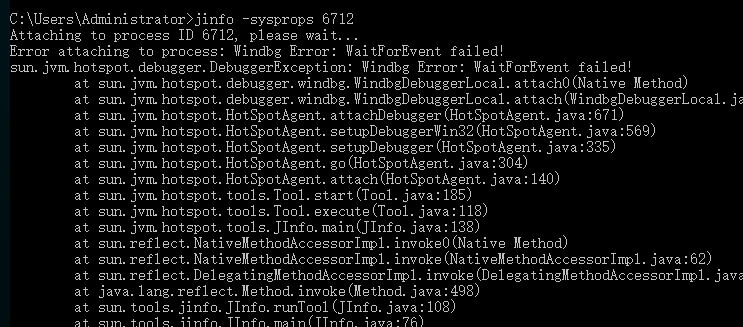 C:\Users\Administrator>jinfo -sysprops 6712
Attaching to process ID 6712, please wait...
Error attaching to process: Windbg Error: WaitForEvent failed!
sun.jvm.hotspot.debugger.DebuggerException: Windbg Error: WaitForEvent failed!
at sun.jvm.hotspot.debugger.windbg.WindbgDebuggerLocal.attach0(Native Method)
at sun.jvm.hotspot.debugger.windbg.WindbgDebuggerLocal.attach(WindbgDebuggerLocal.ja
at sun.jvm.hotspot.HotSpotAgent.attachDebugger(HotSpotAgent.java:671)
at sun.jvm.hotspot.HotSpotAgent.setupDebuggerWin32(HotSpotAgent.java:569)
at sun.jvm.hotspot.HotSpotAgent.setupDebugger(HotSpotAgent.java:335)
at sun.jvm.hotspot.HotSpotAgent.go(HotSpotAgent.java:304)
at sun.jvm.hotspot.HotSpotAgent.attach(HotSpotAgent.java:140)
at sun.jvm.hotspot.tools.Tool.start(Tool.java:185)
at sun.jvm.hotspot.tools.Tool.execute(Tool.java:118)
at sun.jvm.hotspot.tools.JInfo.main(JInfo.java:138)
at sun.reflect.NativeMethodAccessorImpl.invoke0(Native Method)
at sun.reflect.NativeMethodAccessorImpl.invoke(NativeMethodAccessorImpl.java:62)
at sun.reflect.DelegatingMethodAccessorImpl.invoke(DelegatingMethodAccessorImpl.java
at java.lang.reflect.Method.invoke(Method.java:498)
at sun.tools.jinfo.JInfo.runTool(JInfo.java:108)
at sun.tools.jinfo.JInfo.main(JInfo.java:76)